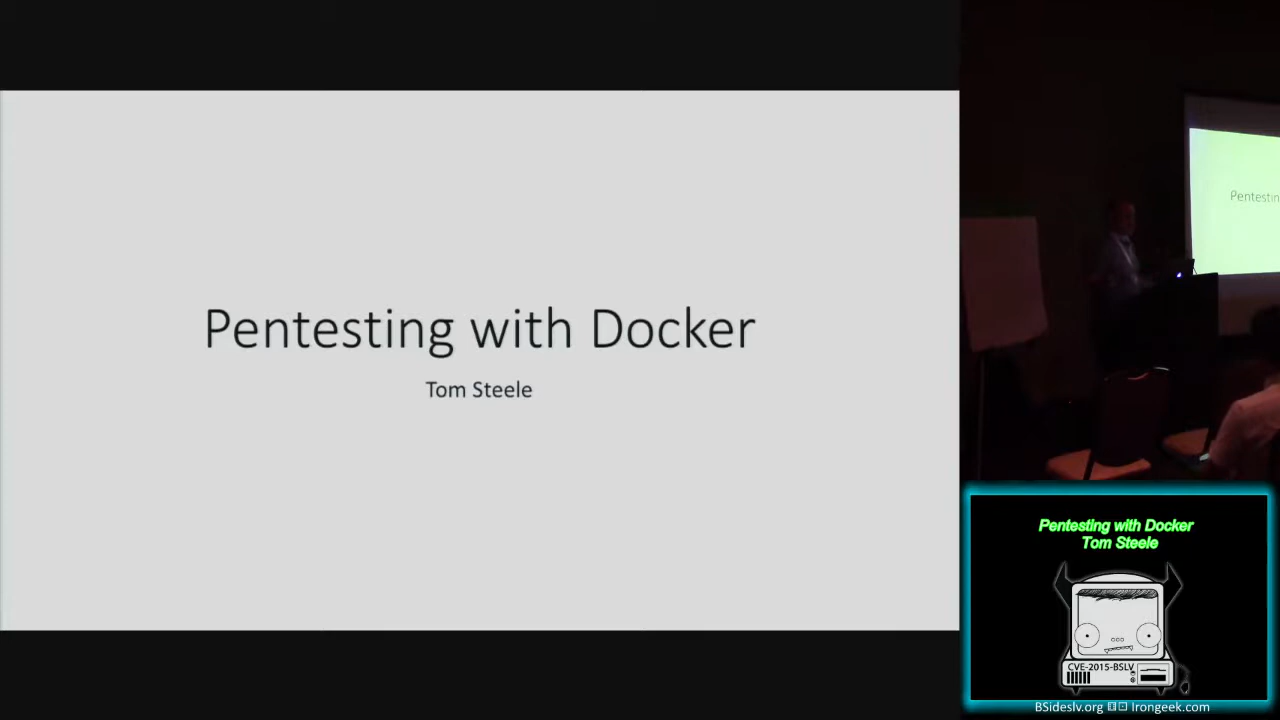 Pentesting with Docker
Tom Steele
Pentestin
Pentesting with Docker
Tom Steele
CVE-2015-BSLV
BSideslv.org Irongeek.com